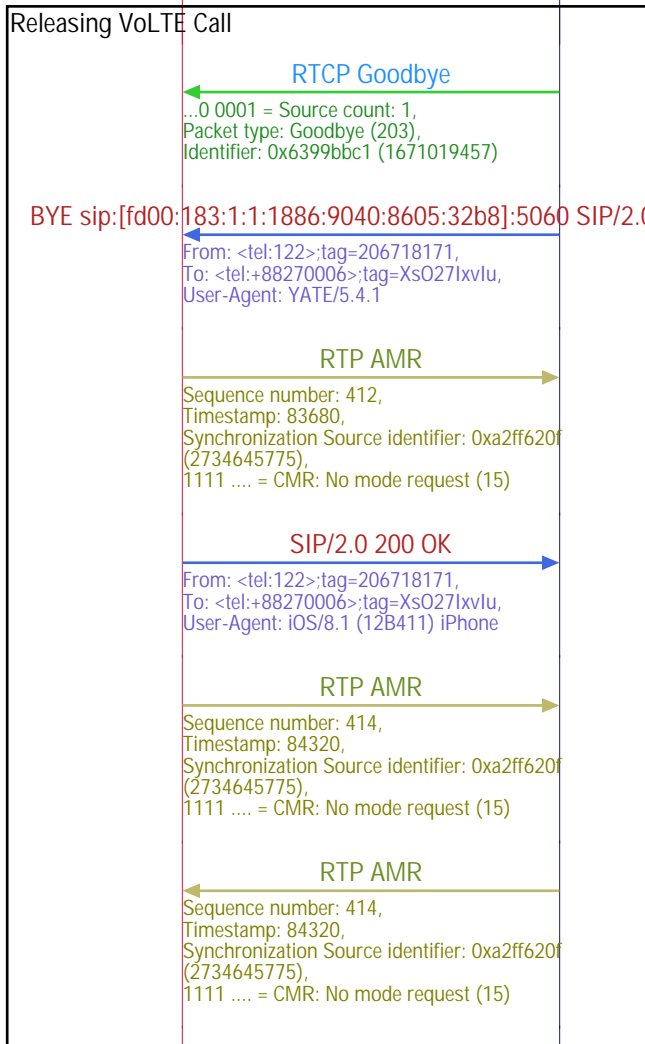 Releasing VoLTE Call
RTCP Goodbye
...0 0001 = Source count: 1,
Packet type: Goodbye (203),
Identifier: 0x6399bbc1 (1671019457)
BYE sip:[fd00:183:1:1:1886:9040:8605:32b8]:5060 SIP/2.0
From: <tel:122>;tag=206718171,
To: <tel:+88270006>;tag=XsO27IxvIu,
User-Agent: YATE/5.4.1
RTP AMR
Sequence number: 412,
Timestamp: 83680,
Synchronization Source identifier: 0xa2ff620f
(2734645775),
1111 .... = CMR: No mode request (15)
SIP/2.0 200 OK
From: <tel:122>;tag=206718171,
To: <tel:+88270006>;tag=XsO27IxvIu,
User-Agent: iOS/8.1 (12B411) iPhone
RTP AMR
Sequence number: 414,
Timestamp: 84320,
Synchronization Source identifier: 0xa2ff620f
(2734645775),
1111 .... = CMR: No mode request (15)
RTP AMR
Sequence number: 414,
Timestamp: 84320,
Synchronization Source identifier: 0xa2ff620f
(2734645775),
1111 .... = CMR: No mode request (15)